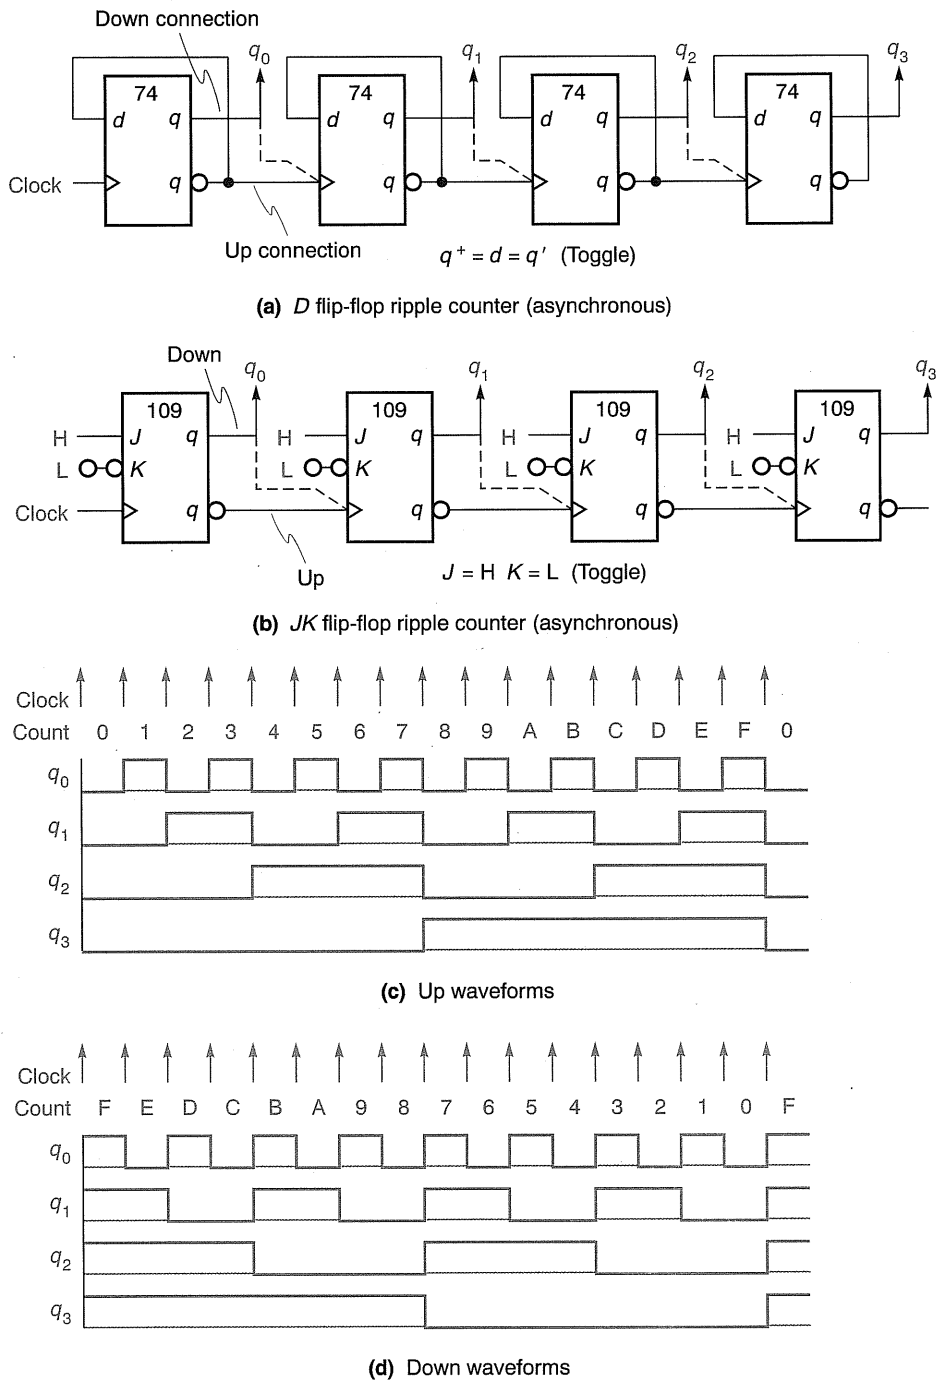 Down connection
q0 q1 q2 q3
74 74 74 74
d q d q d q d q
Clock q q q q
Up connection
q+ = d = q' (Toggle)
(a) D flip-flop ripple counter (asynchronous)
Down
q0 q1 q2 q3
109 109 109 109
H J q H J q H J q H J q
L K L K L K L K
Clock q q q q
Up
J = H K = L (Toggle)
(b) JK flip-flop ripple counter (asynchronous)
Clock
Count 0 1 2 3 4 5 6 7 8 9 A B C D E F 0
q0
q1
q2
q3
(c) Up waveforms
Clock
Count F E D C B A 9 8 7 6 5 4 3 2 1 0 F
q0
q1
q2
q3
(d) Down waveforms